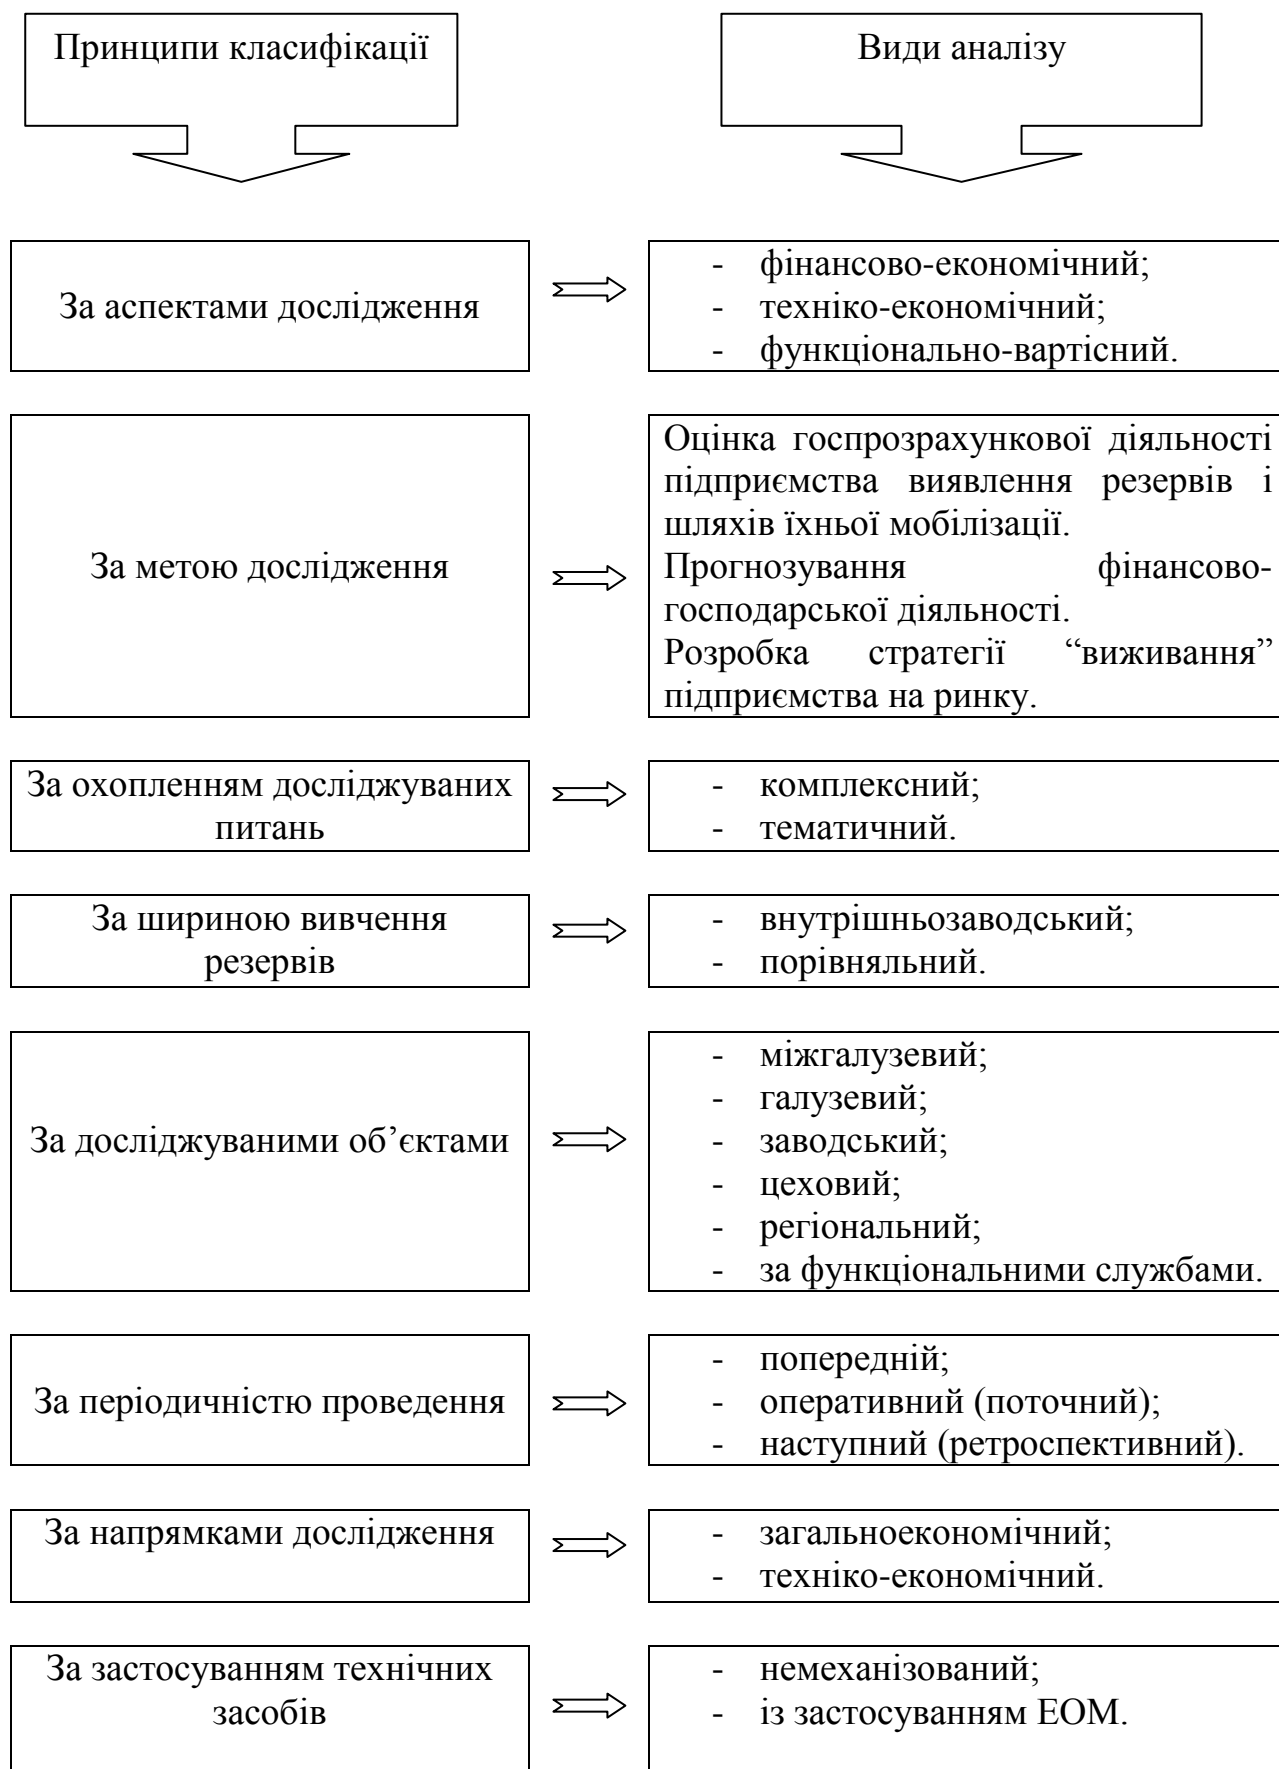 Принципи класифікації
Види аналізу
За аспектами дослідження
- фінансово-економічний;
- техніко-економічний;
- функціонально-вартісний.
За метою дослідження
Оцінка госпрозрахункової діяльності
підприємства виявлення резервів і
шляхів їхньої мобілізації.
Прогнозування фінансово-
господарської діяльності.
Розробка стратегії “виживання”
підприємства на ринку.
За охопленням досліджуваних
питань
- комплексний;
- тематичний.
За шириною вивчення
резервів
- внутрішньозаводський;
- порівняльний.
За досліджуваними об’єктами
- міжгалузевий;
- галузевий;
- заводський;
- цеховий;
- регіональний;
- за функціональними службами.
За періодичністю проведення
- попередній;
- оперативний (поточний);
- наступний (ретроспективний).
За напрямками дослідження
- загальноекономічний;
- техніко-економічний.
За застосуванням технічних
засобів
- немеханізований;
- із застосуванням ЕОМ.